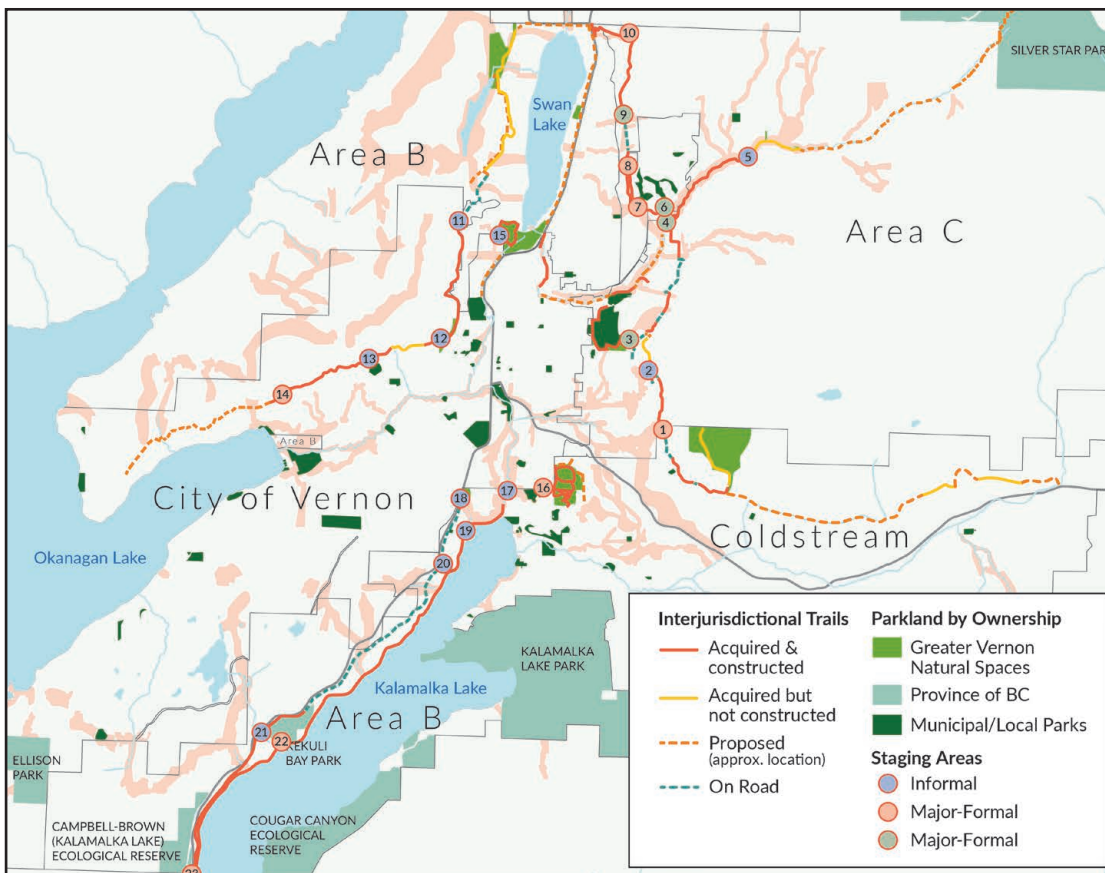 10
SILVER STAR PAR
Swan
Lake
9
Area B
8
5
7
6
4
11
15
Area C
12
3
13
2
14
1
Area B
City of Vernon
16
17
18
19
Coldstream
Okanagan Lake
20
KALAMALKA
LAKE PARK
Kalamalka Lake
Area B
21
22
KEKULI
BAY PARK
ELLISON
PARK
CAMPBELL-BROWN
(KALAMALKA LAKE)
ECOLOGICAL RESERVE
COUGAR CANYON
ECOLOGICAL
RESERVE
Interjurisdictional Trails
Acquired &
constructed
Acquired but
not constructed
Proposed
(approx. location)
On Road
Parkland by Ownership
Greater Vernon
Natural Spaces
Province of BC
Municipal/Local Parks
Staging Areas
Informal
Major-Formal
Major-Formal